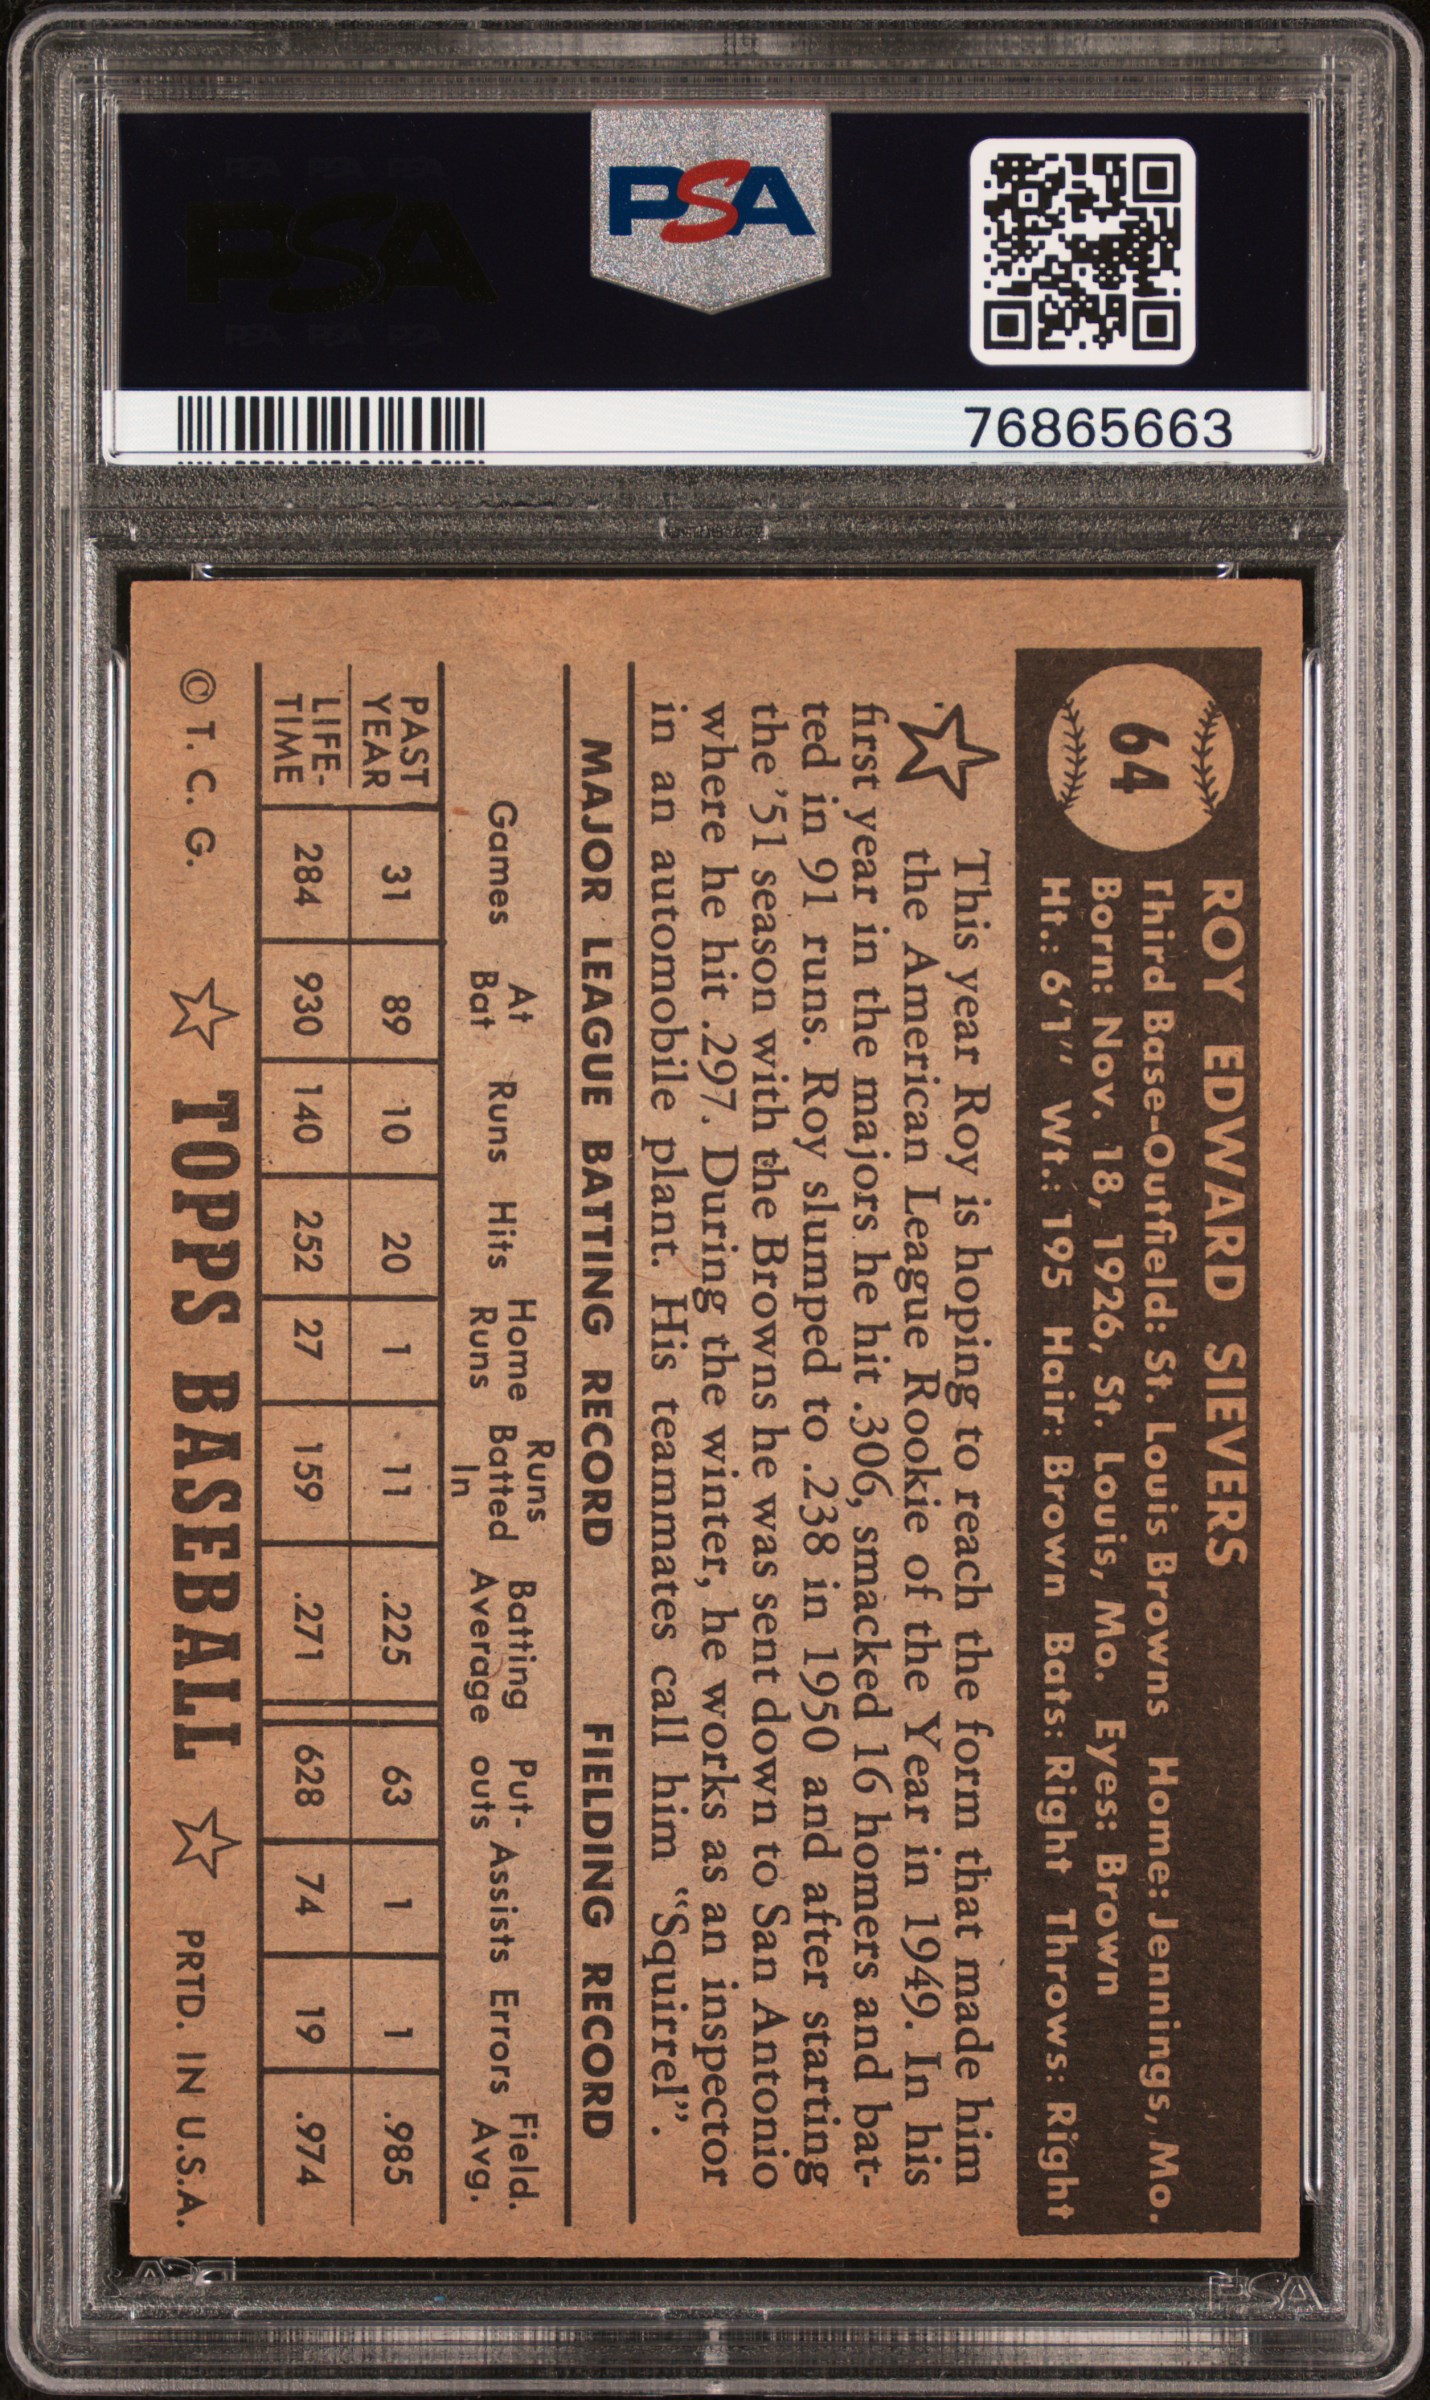 PSA
PSA PSA PSA
PSA
PSA PSA PSA
76865663
64
ROY EDWARD SIEVERS
Third Base-Outfield: St. Louis Browns Home: Jennings, Mo.
Born: Nov. 18, 1926, St. Louis, Mo. Eyes: Brown
Ht.: 6'1" Wt.: 195 Hair: Brown Bats: Right Throws: Right
This year Roy is hoping to reach the form that made him
the American League Rookie of the Year in 1949. In his
first year in the majors he hit .306, smacked 16 homers and bat-
ted in 91 runs. Roy slumped to .238 in 1950 and after starting
the '51 season with the Browns he was sent down to San Antonio
where he hit .297. During the winter, he works as an inspector
in an automobile plant. His teammates call him "Squirrel".
MAJOR LEAGUE BATTING RECORD FIELDING RECORD
Games At Bat Runs Hits Home Runs Runs Batted In Batting Average Put-outs Assists Errors Field. Avg.
PAST YEAR 31 89 10 20 1 11 .225 63 1 1 .985
LIFE-TIME 284 930 140 252 27 159 .271 628 74 19 .974
© T. C. G. ☆ TOPPS BASEBALL ☆ PRTD. IN U.S.A.
PSA